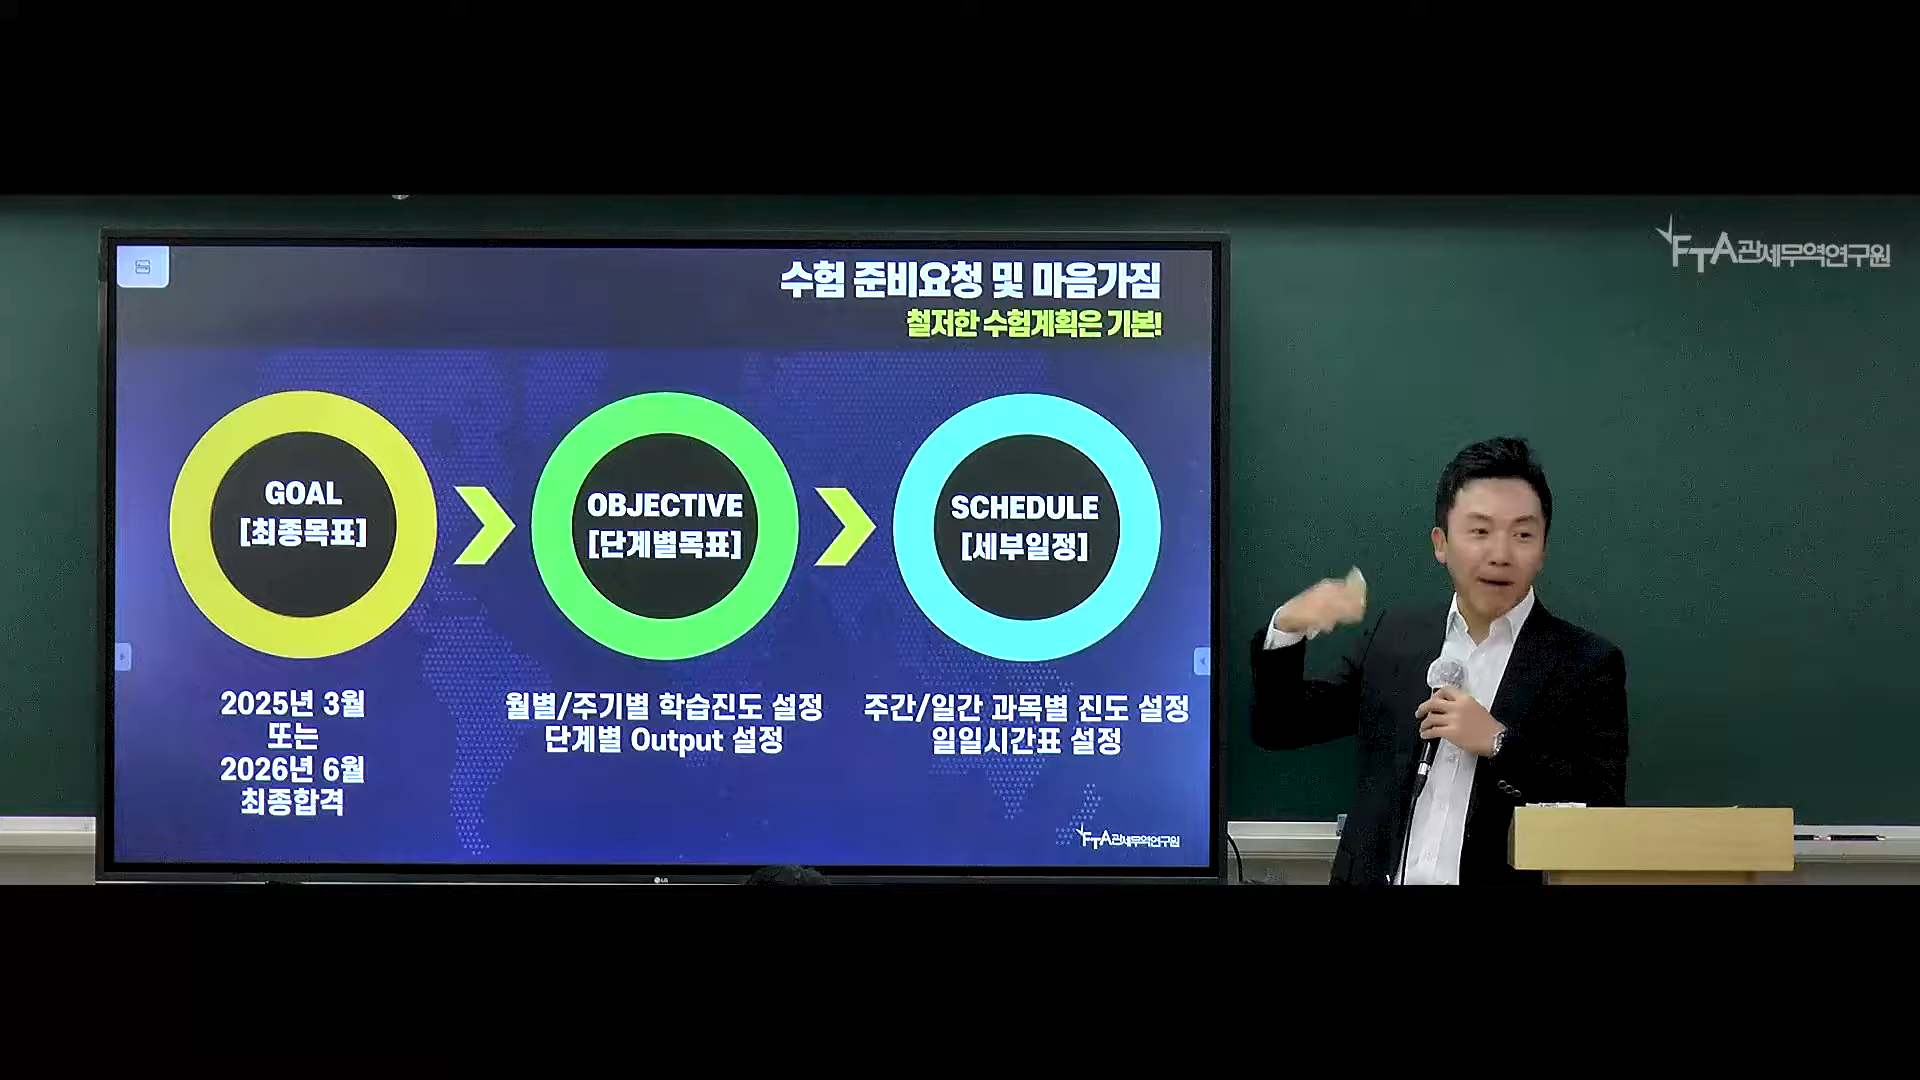 FTA관세무역연구원
수험 준비요청 및 마음가짐
철저한 수험계획은 기본!
GOAL
[최종목표]
OBJECTIVE
[단계별목표]
SCHEDULE
[세부일정]
2025년 3월
또는
2026년 6월
최종합격
월별/주기별 학습진도 설정
단계별 Output 설정
주간/일간 과목별 진도 설정
일일시간표 설정
FTA관세무역연구원
LG